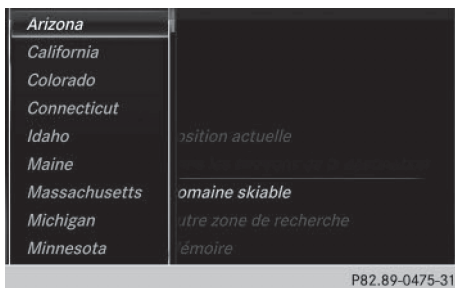 Arizona
California
Colorado
Connecticut
Idaho
osition actuelle
Maine
Massachusetts
omaine skiable
Michigan
utre zone de recherche
Minnesota
émoire
P82.89-0475-31